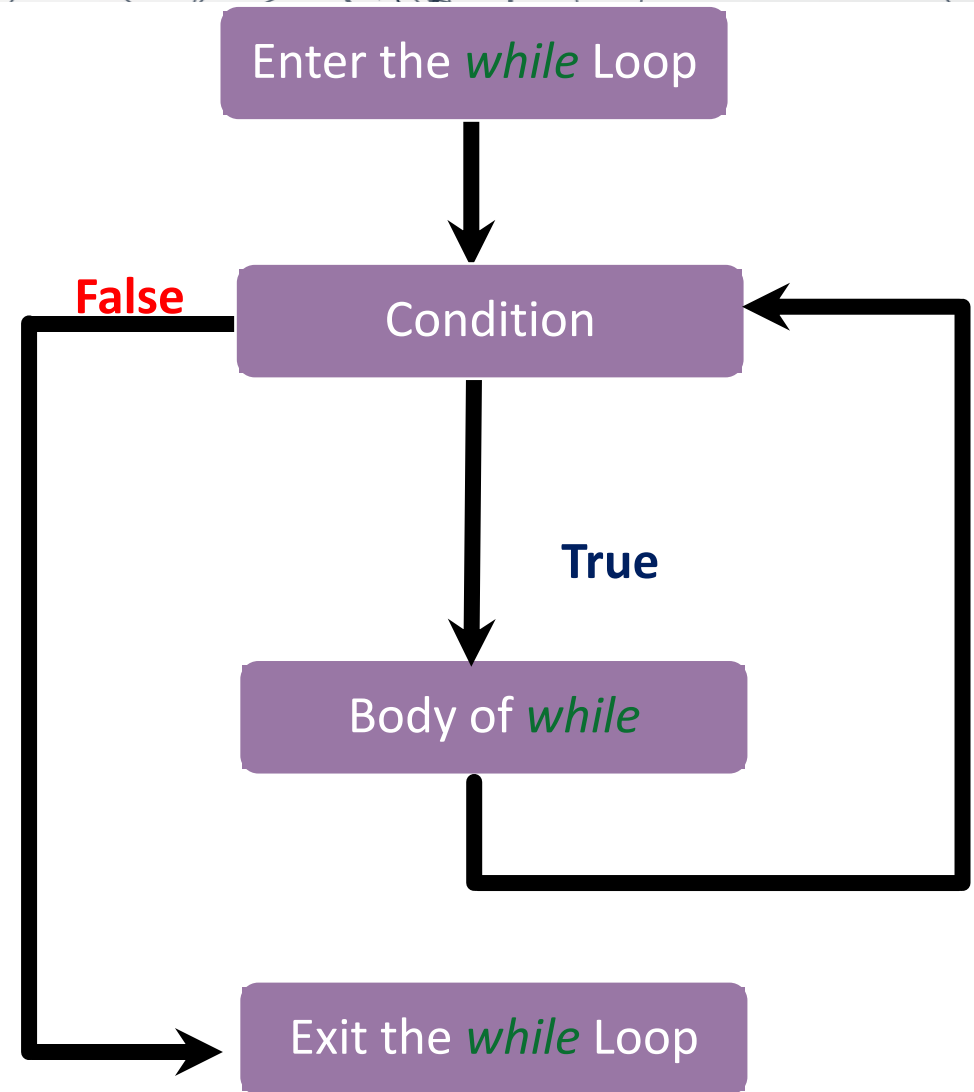 Enter the while Loop
False
Condition
True
Body of while
Exit the while Loop